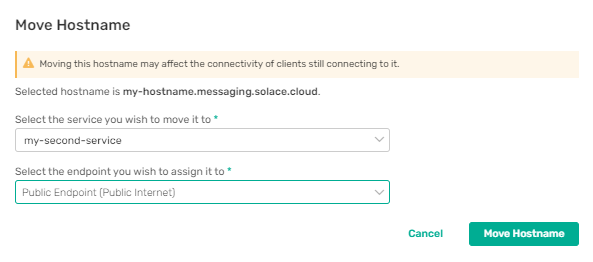 Move Hostname
Moving this hostname may affect the connectivity of clients still connecting to it.
Selected hostname is my-hostname.messaging.solace.cloud.
Select the service you wish to move it to *
my-second-service
Select the endpoint you wish to assign it to *
Public Endpoint (Public Internet)
Cancel
Move Hostname